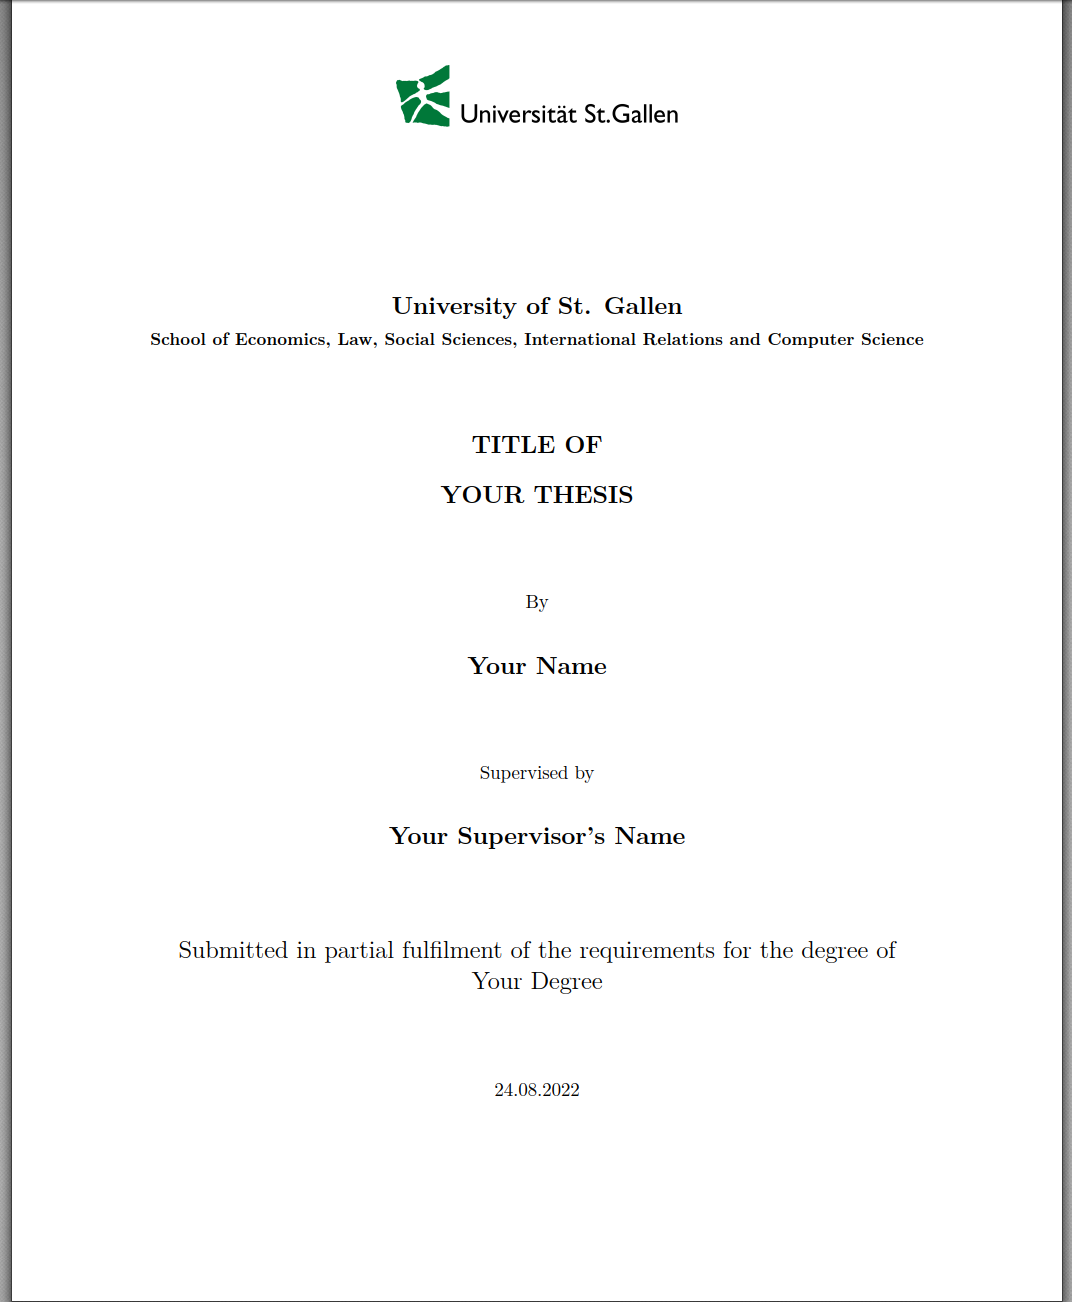 Universität St.Gallen
University of St. Gallen
School of Economics, Law, Social Sciences, International Relations and Computer Science
TITLE OF
YOUR THESIS
By
Your Name
Supervised by
Your Supervisor's Name
Submitted in partial fulfilment of the requirements for the degree of
Your Degree
24.08.2022